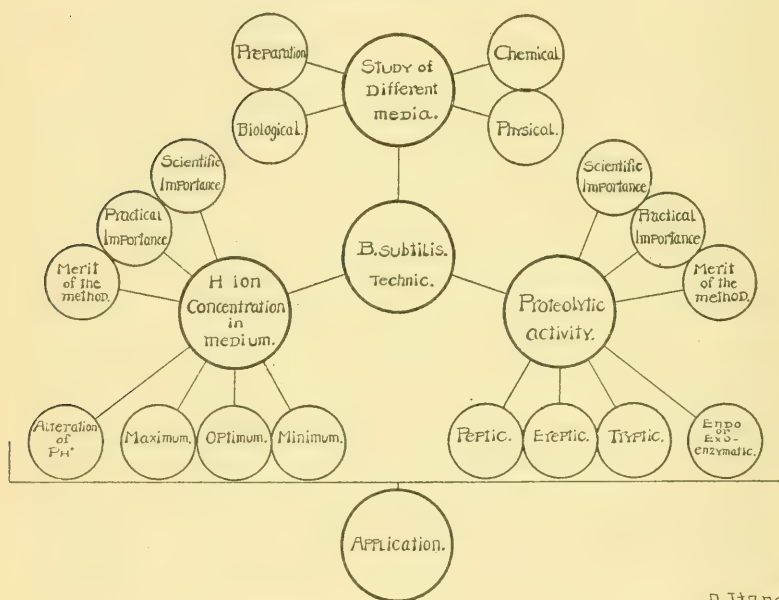 Preparation
Biological.
Study of
Different
media.
Chemical
Physical.
Scientific
Importance
Practical
Importance
Merit
of the
method.
H ion
Concentration
in
medium.
B. subtilis.
Technic.
Proteolytic
activity.
Scientific
Importance
Practical
Importance
Merit
of the
method.
Alteration
of
PH+
Maximum.
Optimum.
Minimum.
Peptic.
Ereptic.
Tryptic.
Endo
or
Exo-
enzymatic.
Application.